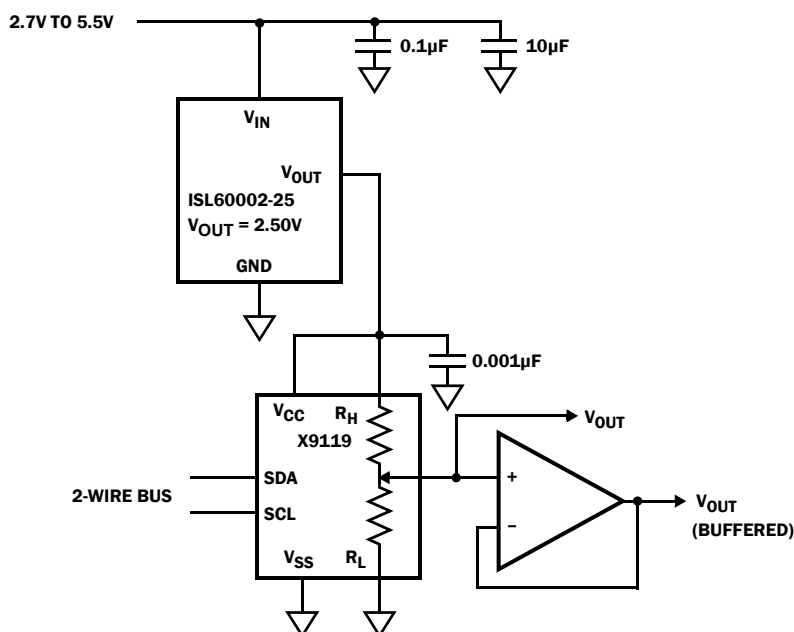 2.7V TO 5.5V
0.1µF
10µF
VIN
VOUT
ISL60002-25
VOUT = 2.50V
GND
0.001µF
VCC
RH
X9119
VOUT
SDA
2-WIRE BUS
SCL
+
–
VOUT
(BUFFERED)
VSS
RL